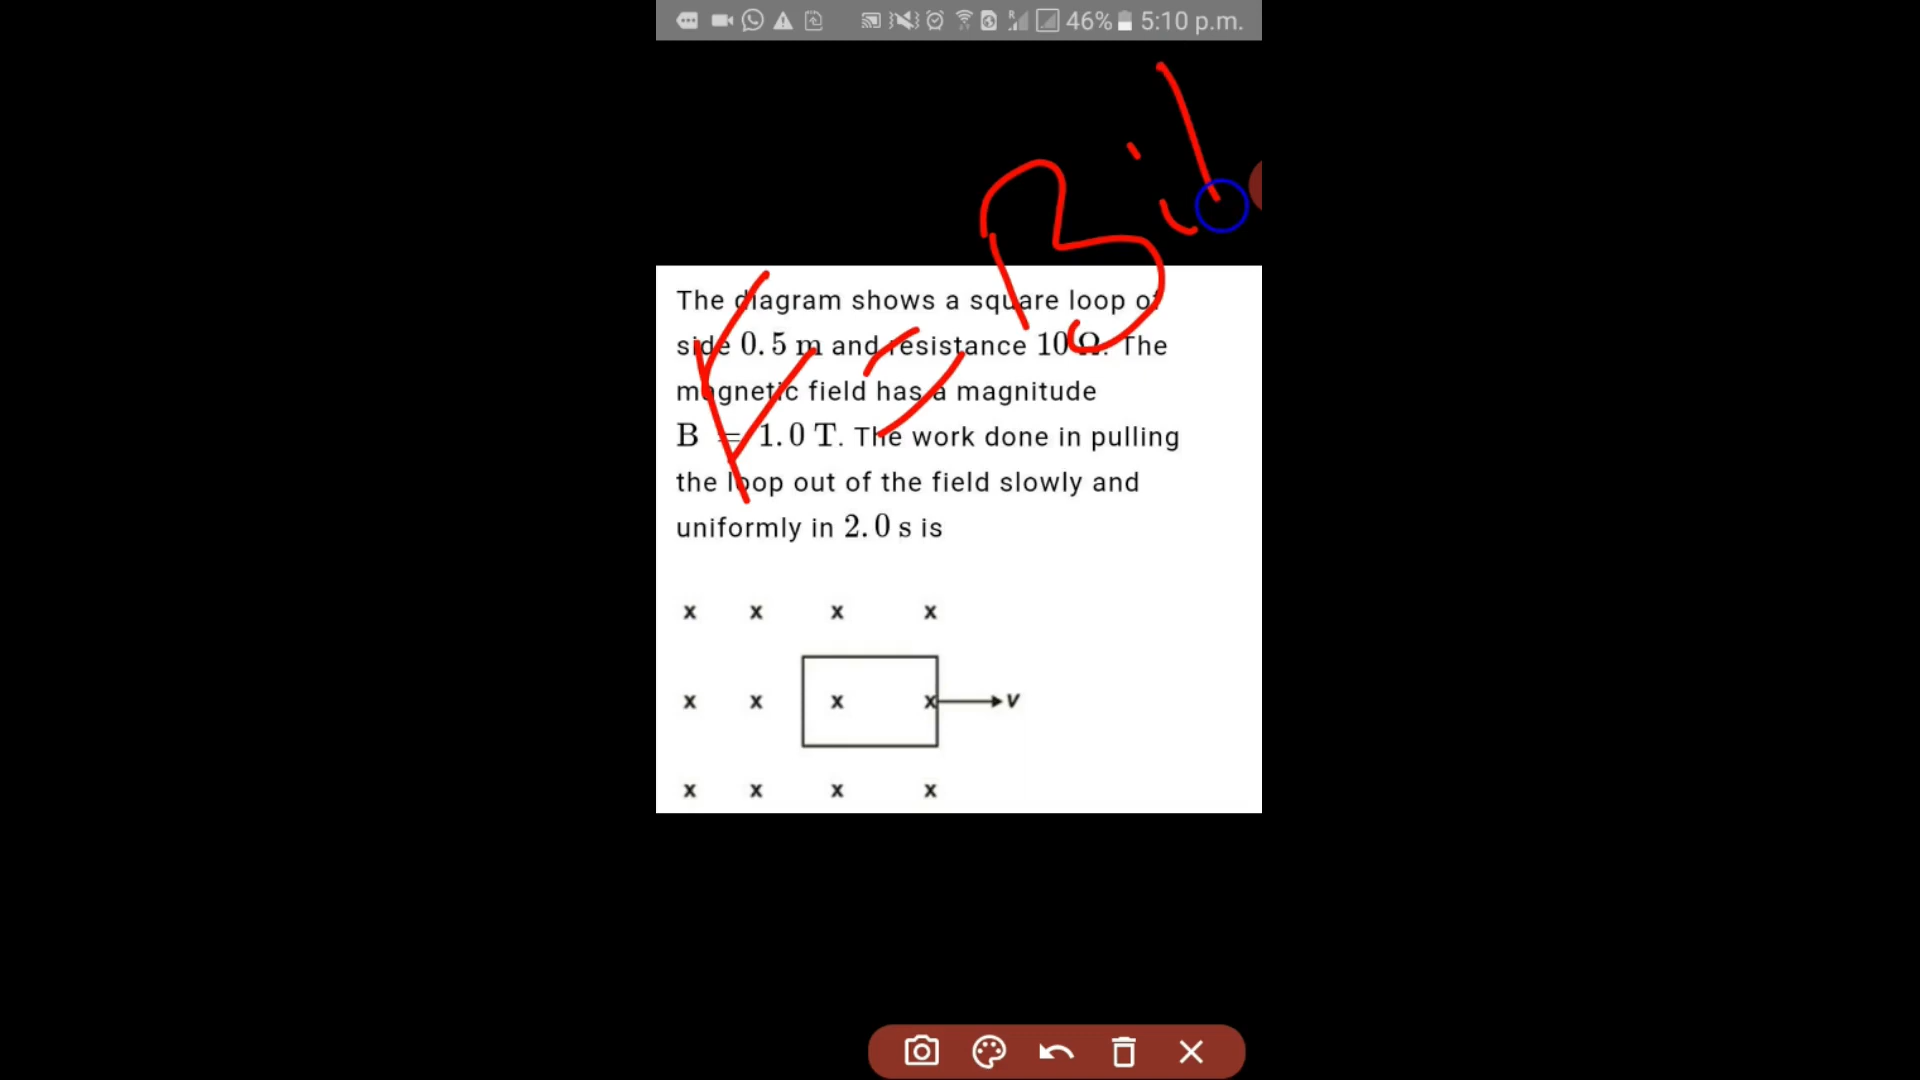 46% 5:10 p.m.
F = Bil
The diagram shows a square loop of
side 0.5 m and resistance 10 Ω. The
magnetic field has a magnitude
B = 1.0 T. The work done in pulling
the loop out of the field slowly and
uniformly in 2.0 s is
x x x x
x x x x v
x x x x